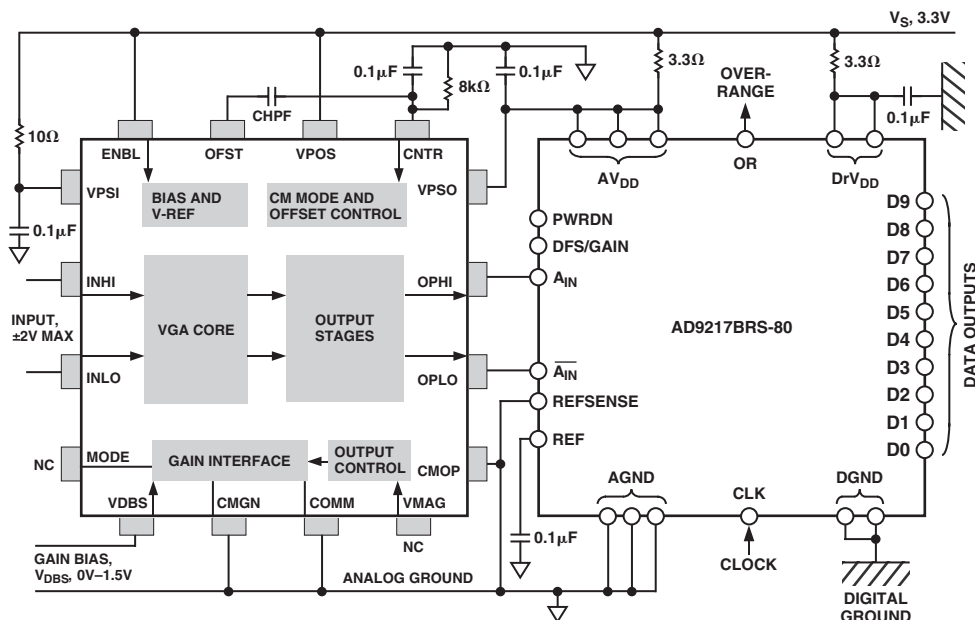 VS, 3.3V
10Ω
CHPF
0.1µF
8kΩ
0.1µF
3.3Ω
OVER-
RANGE
3.3Ω
0.1µF
ENBL
OFST
VPOS
CNTR
AVDD
OR
DrVDD
VPSI
BIAS AND
V-REF
CM MODE AND
OFFSET CONTROL
VPSO
0.1µF
PWRDN
DFS/GAIN
INHI
OPHI
AIN
INPUT,
±2V MAX
VGA CORE
OUTPUT
STAGES
AD9217BRS-80
INLO
OPLO
AIN
REFSENSE
REF
D9
D8
D7
D6
D5
D4
D3
D2
D1
D0
DATA OUTPUTS
NC
MODE
GAIN INTERFACE
OUTPUT
CONTROL
CMOP
VDBS
CMGN
COMM
VMAG
NC
AGND
CLK
DGND
0.1µF
CLOCK
GAIN BIAS,
VDBS, 0V–1.5V
ANALOG GROUND
DIGITAL
GROUND